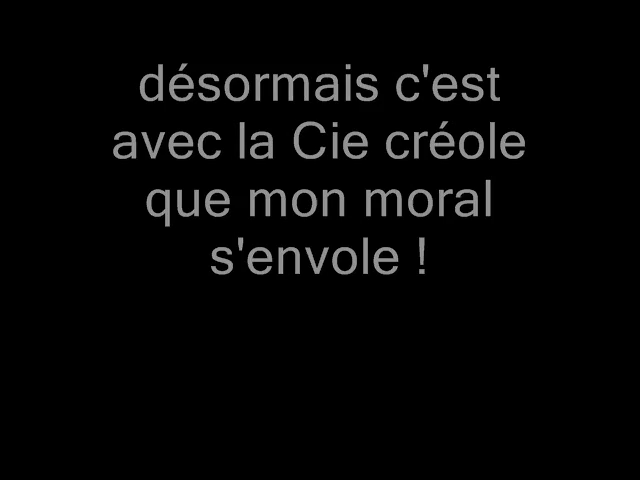 désormais c'est
avec la Cie créole
que mon moral
s'envole !